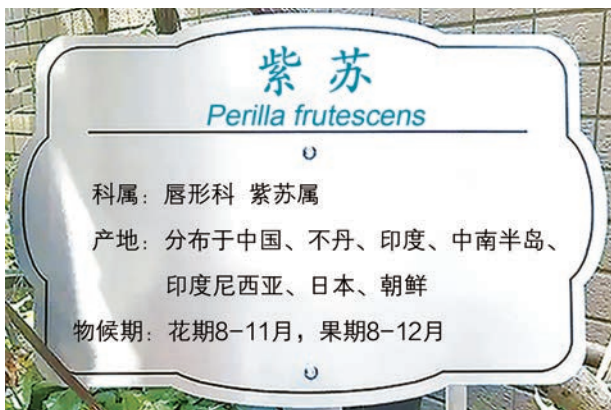 紫苏
Perilla frutescens
科属：唇形科 紫苏属
产地：分布于中国、不丹、印度、中南半岛、
印度尼西亚、日本、朝鲜
物候期：花期8-11月，果期8-12月